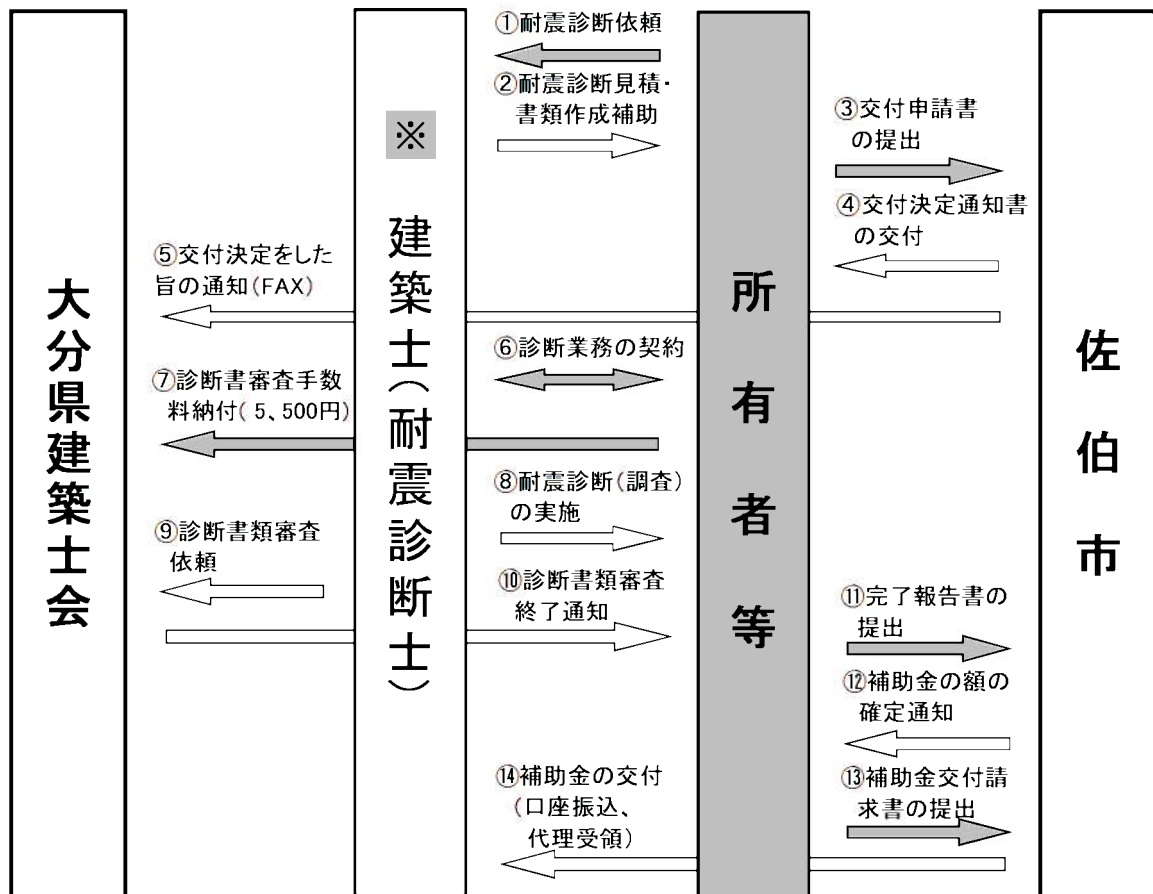 ①耐震診断依頼
②耐震診断見積・
書類作成補助
③交付申請書
の提出
④交付決定通知書
の交付
⑤交付決定をした
旨の通知(FAX)
⑥診断業務の契約
⑦診断書審査手数
料納付(5、500円)
⑧耐震診断(調査)
の実施
⑨診断書類審査
依頼
⑩診断書類審査
終了通知
⑪完了報告書の
提出
⑫補助金の額の
確定通知
⑬補助金交付請
求書の提出
⑭補助金の交付
(口座振込、
代理受領)
大分県建築士会
※
建築士(耐震診断士)
所有者等
佐伯市